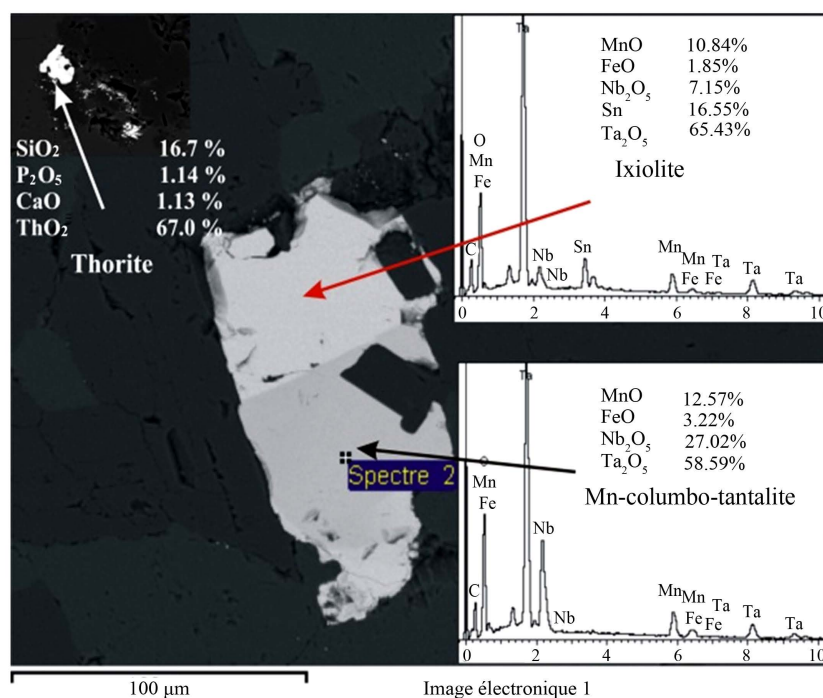 SiO₂ 16.7 %
P₂O₅ 1.14 %
CaO 1.13 %
ThO₂ 67.0 %
Thorite
Ta
MnO 10.84%
FeO 1.85%
Nb₂O₅ 7.15%
Sn 16.55%
Ta₂O₅ 65.43%
Ixiolite
O
Mn
Fe
C
Nb
Nb
Sn
Mn
Mn
Fe
Ta
Fe
Ta
Ta
0 2 4 6 8 10
Ta
MnO 12.57%
FeO 3.22%
Nb₂O₅ 27.02%
Ta₂O₅ 58.59%
Mn-columbo-tantalite
Spectre 2
O
Mn
Fe
C
Nb
Nb
Mn
Mn
Fe
Ta
Fe
Ta
Ta
0 2 4 6 8 10
100 µm Image électronique 1